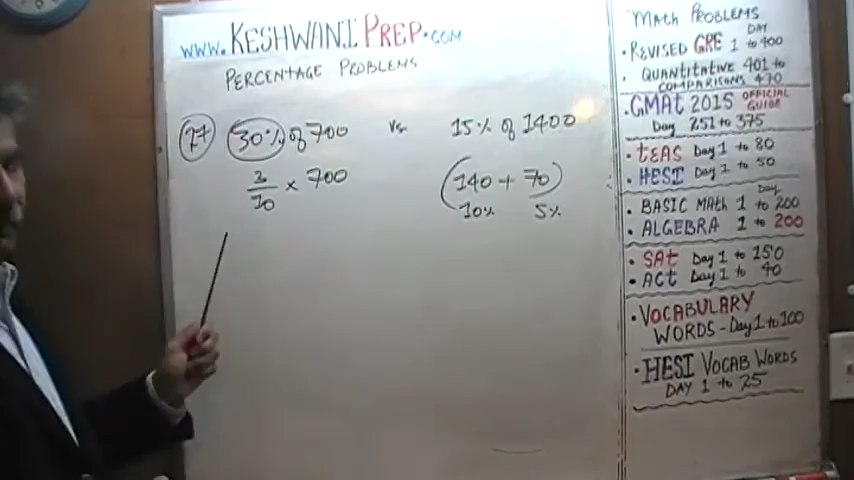 www.KESHWANI PREP.COM
PERCENTAGE PROBLEMS
77 30% of 700 Vs. 15% of 1400
3/10 × 700 (140 + 70)
10% 5%
MATH PROBLEMS
DAY
• REVISED GRE 1 to 400
• QUANTITATIVE 401 to
COMPARISONS 470
• GMAT 2015 OFFICIAL GUIDE
Day 251 to 375
• TEAS Day 1 to 80
• HESI Day 1 to 50
Day
• BASIC MATH 1 to 200
• ALGEBRA 1 to 200
• SAT Day 1 to 150
• ACT Day 1 to 40
• VOCABULARY
WORDS - Day 1 to 100
• HESI VOCAB WORDS
DAY 1 to 25